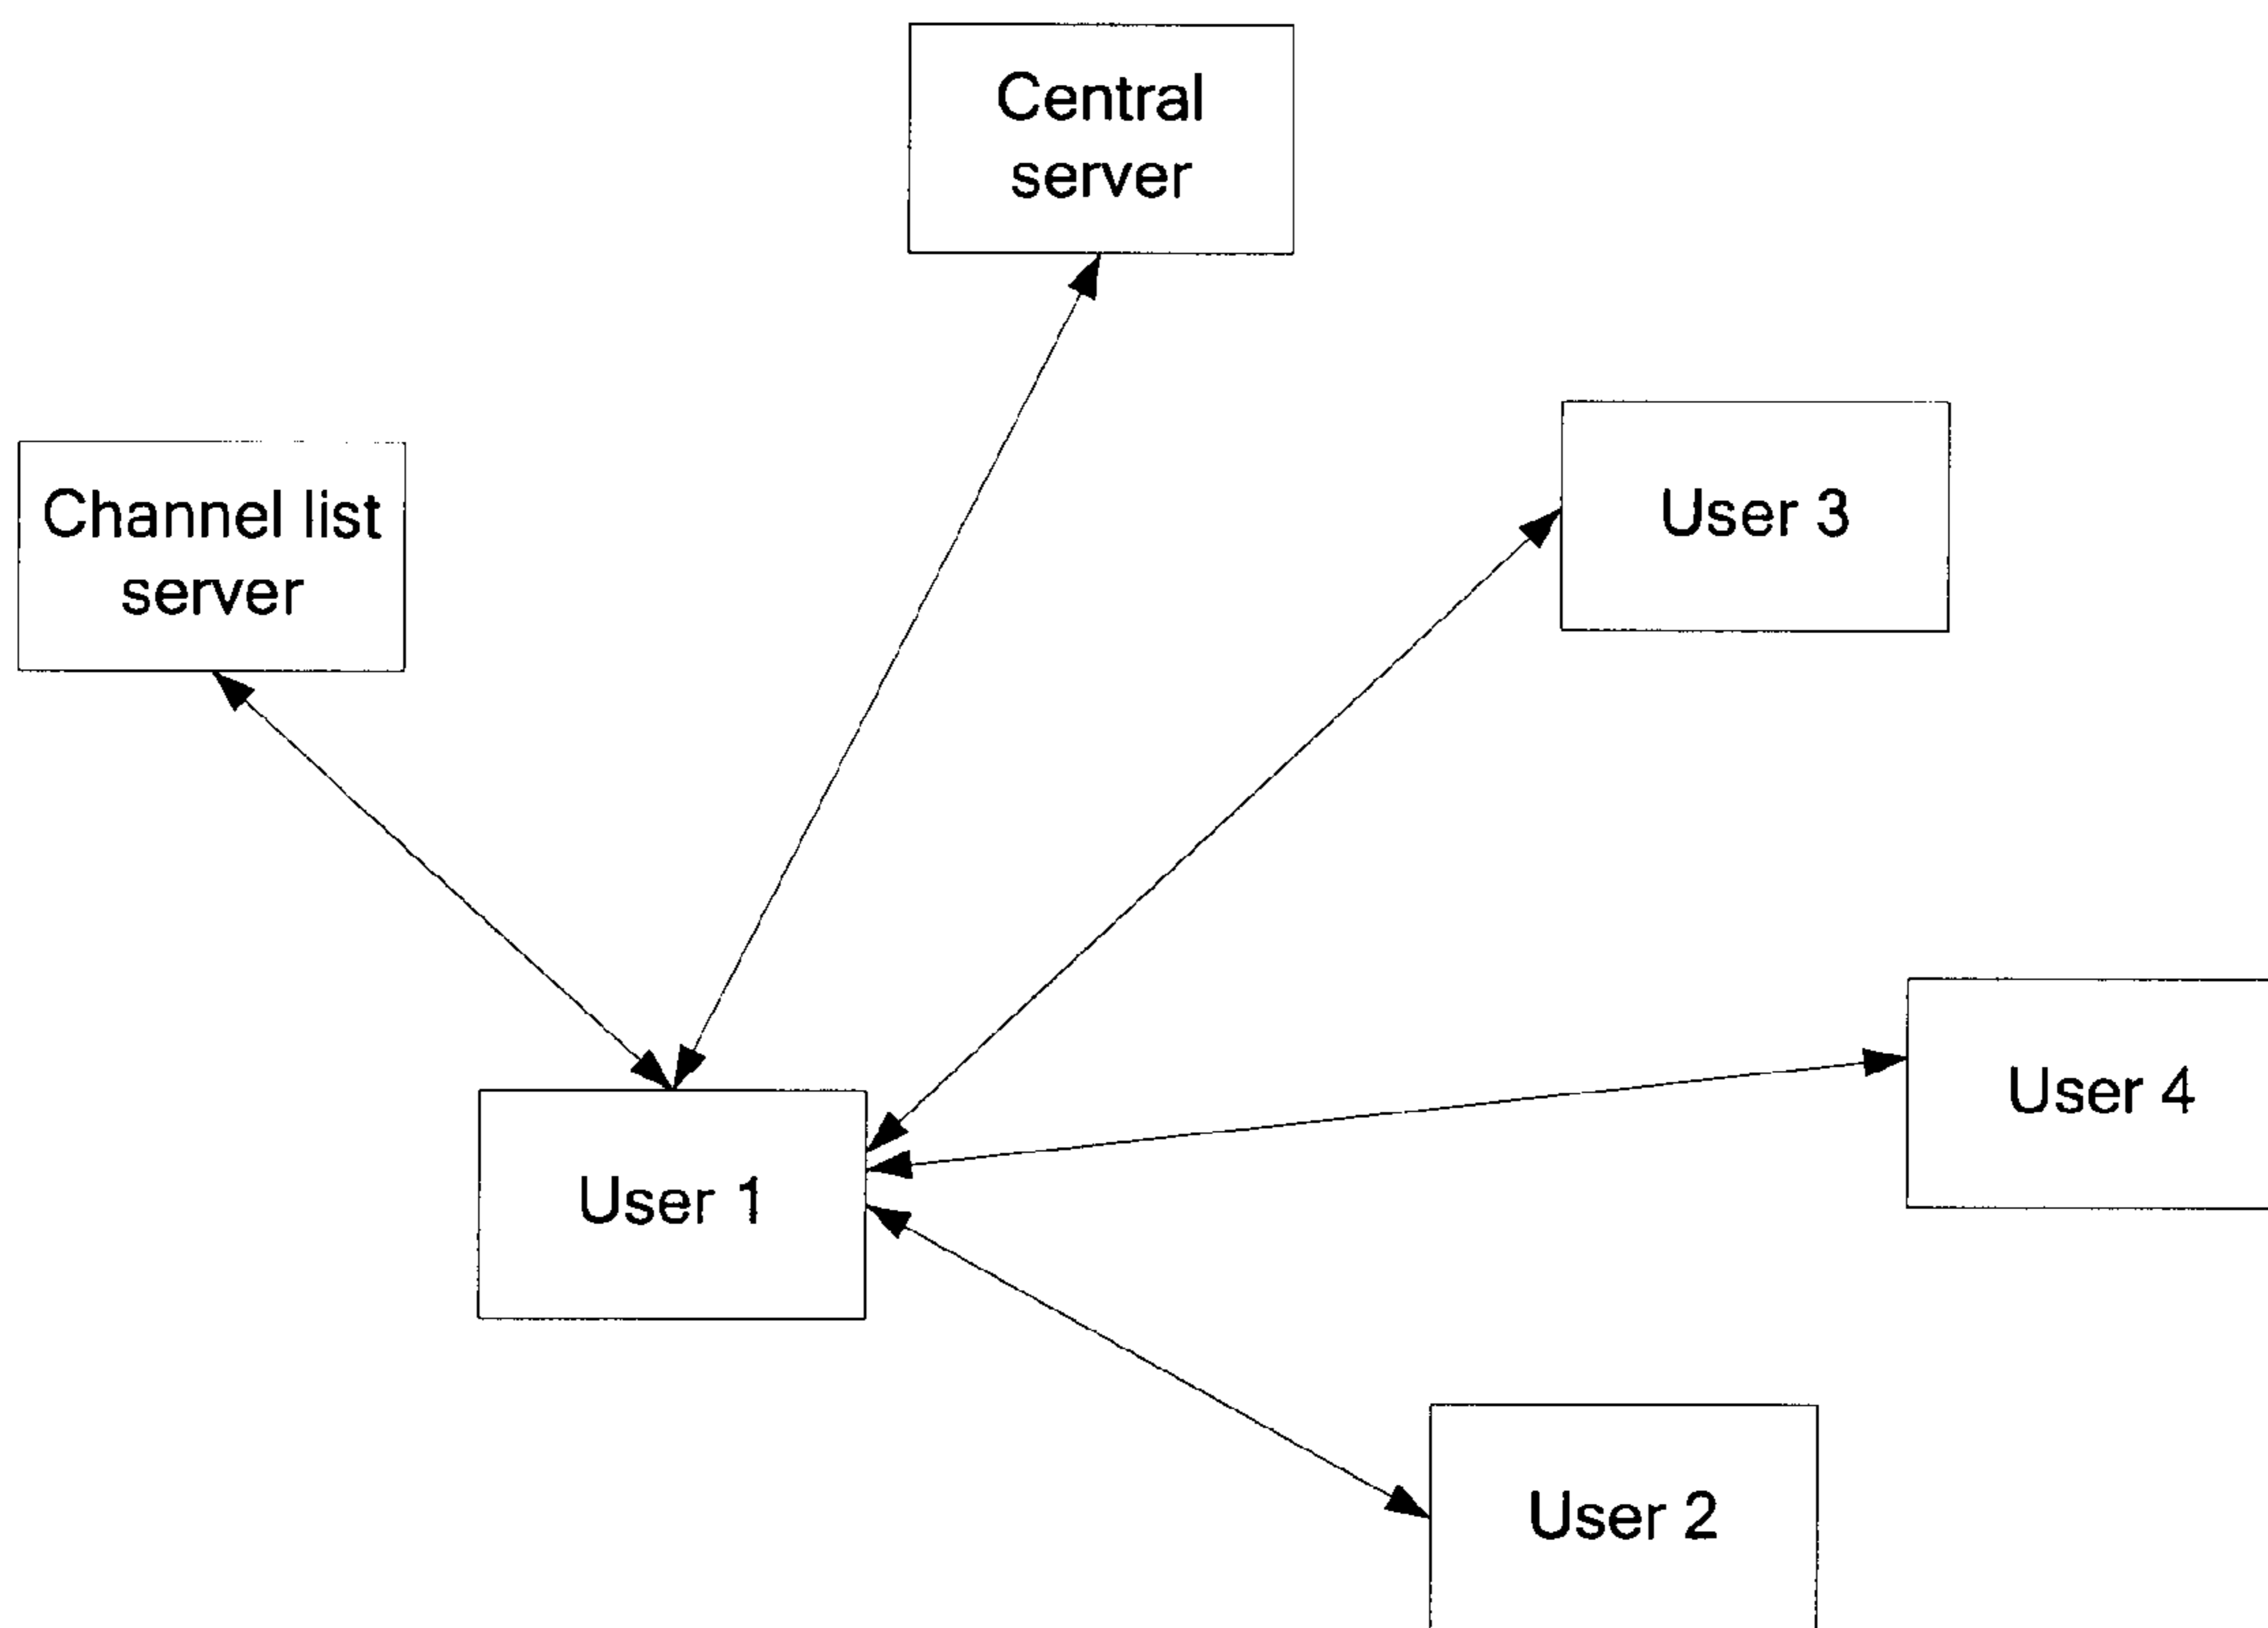 Central
server
Channel list
server
User 3
User 4
User 1
User 2